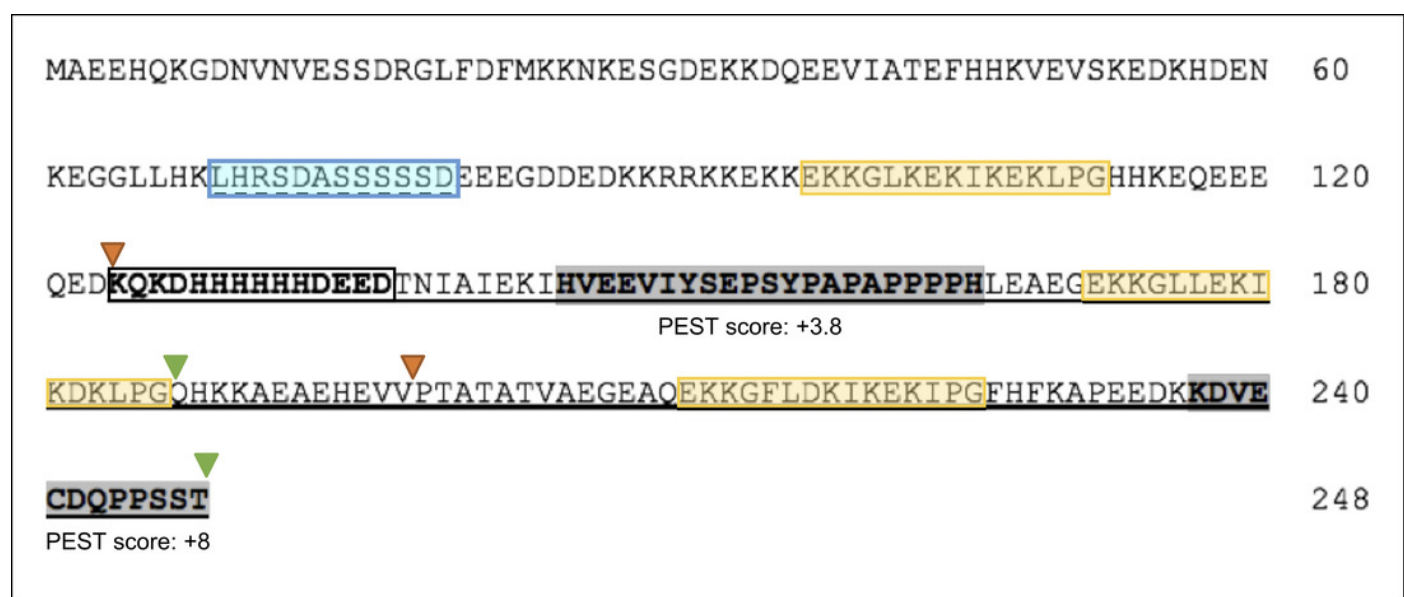 MAEEHQKGDNVNVESSDRGLFDFMKKNKESGDEKKDQEEVIATEFHHKVEVSKEDKHDEN 60
KEGGLLHKLHRSDASSSSSDEEEGDDEDKKRRKKEKKEKKGLKEKIKEKLPGHHKEQEEE 120
QEDKQKDHHHHHHDEEDTNIAIEKIHVEEVIYSEPSYPAPAPPPPHLEAEGEKKGLLEKI 180
PEST score: +3.8
KDKLPGQHKKAEAEHEVVPTATATVAEGEAQEKKGFLDKIKEKIPGFHFKAPEEDKKDVE 240
CDQPPSST 248
PEST score: +8